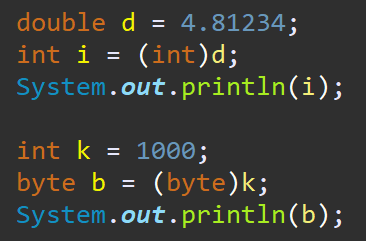 double d = 4.81234;
int i = (int)d;
System.out.println(i);
int k = 1000;
byte b = (byte)k;
System.out.println(b);